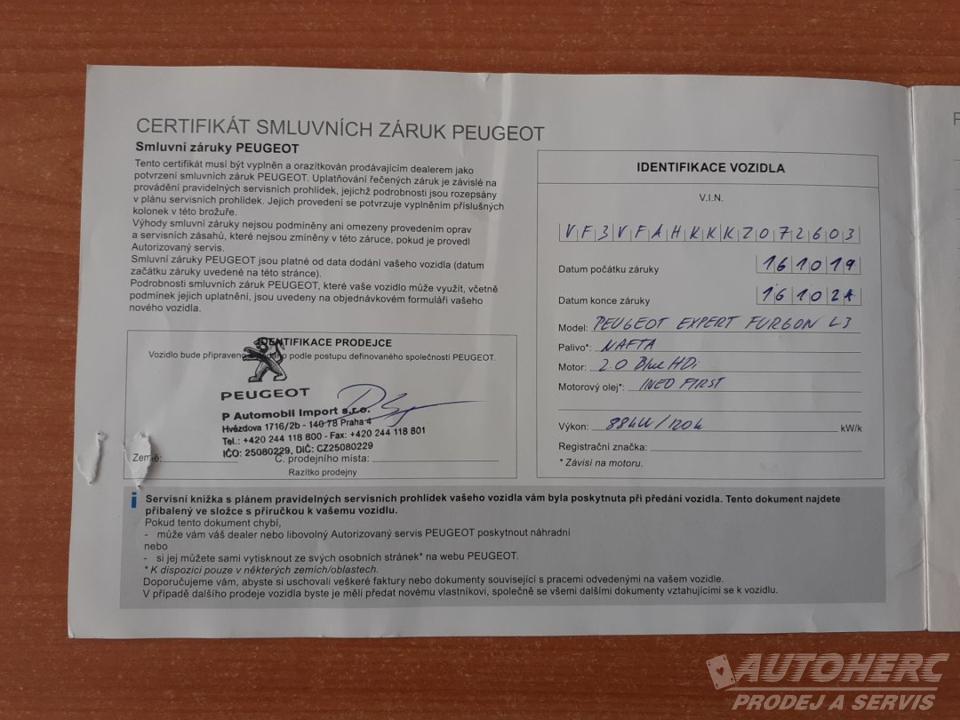 CERTIFIKÁT SMLUVNÍCH ZÁRUK PEUGEOT
Smluvní záruky PEUGEOT
Tento certifikát musí být vyplněn a orazítkován prodávajícím dealerem jako
potvrzení smluvních záruk PEUGEOT. Uplatňování řečených záruk je závislé na
provádění pravidelných servisních prohlídek, jejichž podrobnosti jsou rozepsány
v plánu servisních prohlídek. Jejich provedení se potvrzuje vyplněním příslušných
kolonek v této brožuře.
Výhody smluvní záruky nejsou podmíněny ani omezeny provedením oprav
a servisních zásahů, které nejsou zmíněny v této záruce, pokud je provedl
Autorizovaný servis.
Smluvní záruky PEUGEOT jsou platné od data dodání vašeho vozidla (datum
začátku záruky uvedené na této stránce).
Podrobnosti smluvních záruk PEUGEOT, které vaše vozidlo může využít, včetně
podmínek jejich uplatnění, jsou uvedeny na objednávkovém formuláři vašeho
nového vozidla.
IDENTIFIKACE PRODEJCE
Vozidlo bude připraveno podle postupu definovaného společností PEUGEOT.
PEUGEOT
P Automobil Import s.r.o.
Hvězdova 1716/2b - 140 78 Praha 4
Tel.: +420 244 118 800 - Fax: +420 244 118 801
IČO: 25080229, DIČ: CZ25080229
Země: Č. prodejního místa:
Razítko prodejny
IDENTIFIKACE VOZIDLA
V.I.N.
VF3VFAHKKKZ072603
Datum počátku záruky 161019
Datum konce záruky 161021
Model: PEUGEOT EXPERT FURGON L3
Palivo*: NAFTA
Motor: 2.0 BlueHDi
Motorový olej*: INEO FIRST
Výkon: 88kW/120k kW/k
Registrační značka:
* Závisí na motoru.
i Servisní knížka s plánem pravidelných servisních prohlídek vašeho vozidla vám byla poskytnuta při předání vozidla. Tento dokument najdete
přibalený ve složce s příručkou k vašemu vozidlu.
Pokud tento dokument chybí,
- může vám váš dealer nebo libovolný Autorizovaný servis PEUGEOT poskytnout náhradní
nebo
- si jej můžete sami vytisknout ze svých osobních stránek* na webu PEUGEOT.
* K dispozici pouze v některých zemích/oblastech.
Doporučujeme vám, abyste si uschovali veškeré faktury nebo dokumenty související s pracemi odvedenými na vašem vozidle.
V případě dalšího prodeje vozidla byste je měli předat novému vlastníkovi, společně se všemi dalšími dokumenty vztahujícími se k vozidlu.
AUTOHERC
PRODEJ A SERVIS